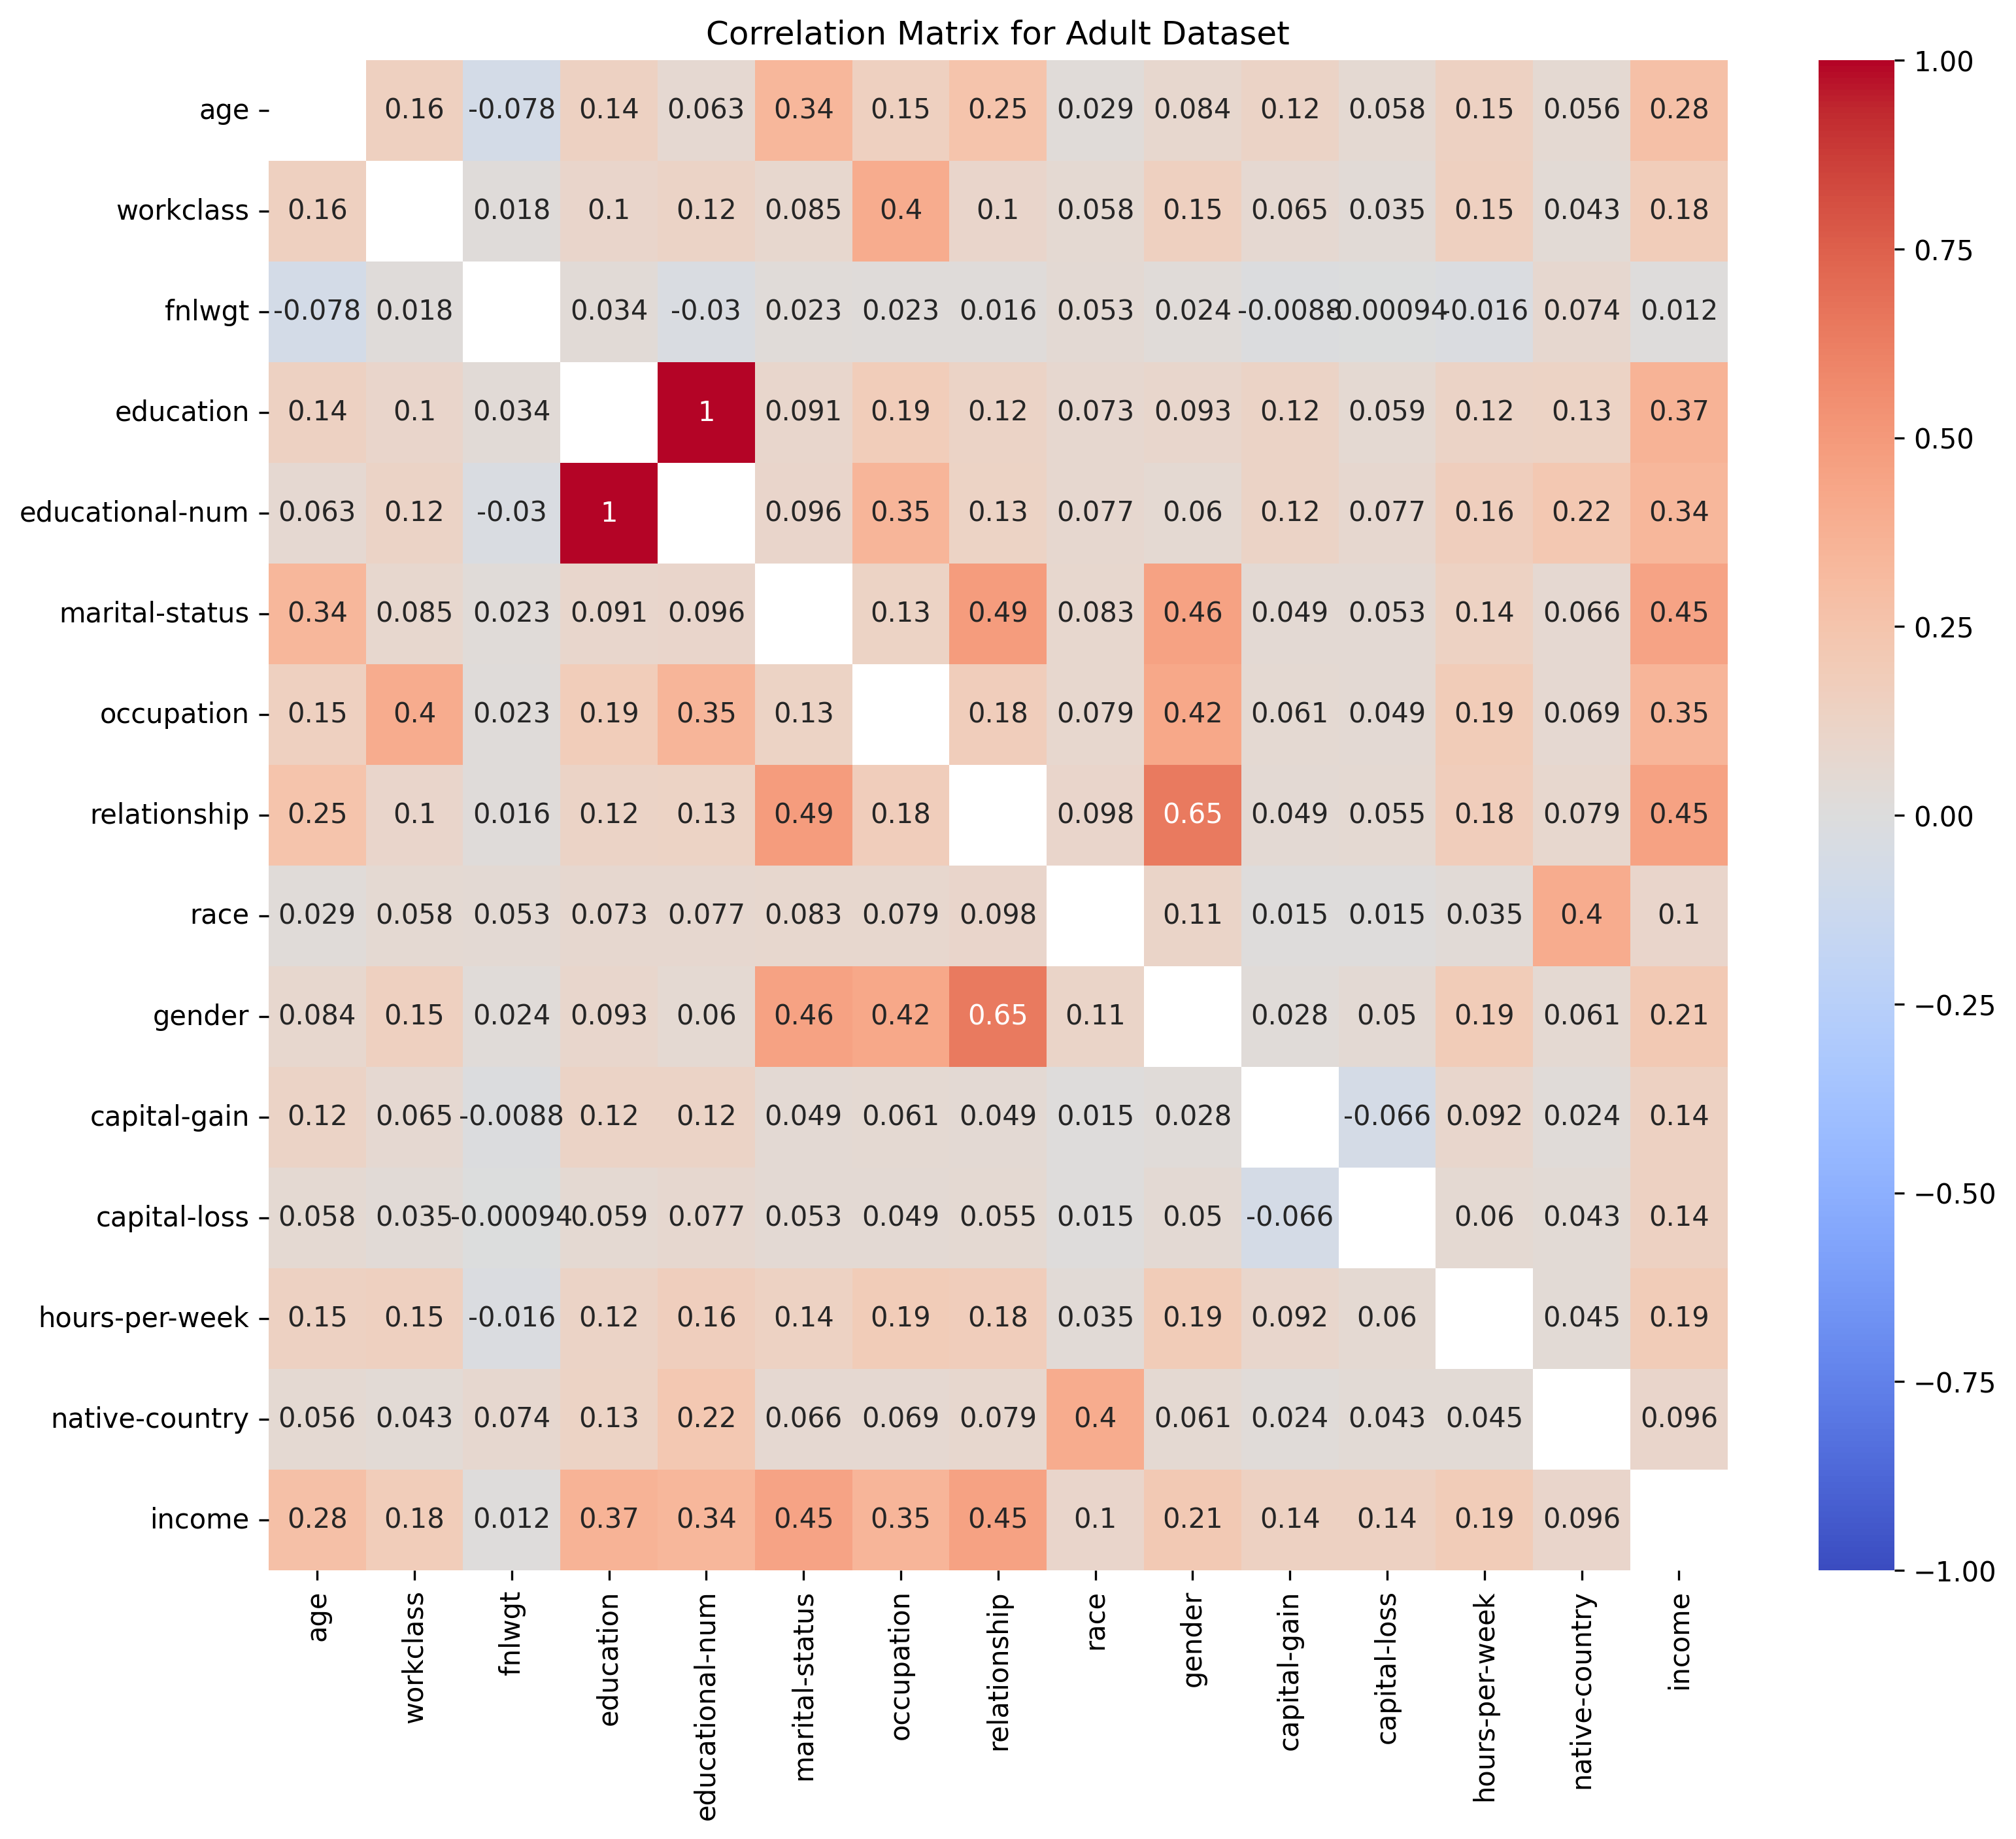 Correlation Matrix for Adult Dataset
age 0.16 -0.078 0.14 0.063 0.34 0.15 0.25 0.029 0.084 0.12 0.058 0.15 0.056 0.28
workclass 0.16 0.018 0.1 0.12 0.085 0.4 0.1 0.058 0.15 0.065 0.035 0.15 0.043 0.18
fnlwgt -0.078 0.018 0.034 -0.03 0.023 0.023 0.016 0.053 0.024 -0.0088 -0.00094 -0.016 0.074 0.012
education 0.14 0.1 0.034 1 0.091 0.19 0.12 0.073 0.093 0.12 0.059 0.12 0.13 0.37
educational-num 0.063 0.12 -0.03 1 0.096 0.35 0.13 0.077 0.06 0.12 0.077 0.16 0.22 0.34
marital-status 0.34 0.085 0.023 0.091 0.096 0.13 0.49 0.083 0.46 0.049 0.053 0.14 0.066 0.45
occupation 0.15 0.4 0.023 0.19 0.35 0.13 0.18 0.079 0.42 0.061 0.049 0.19 0.069 0.35
relationship 0.25 0.1 0.016 0.12 0.13 0.49 0.18 0.098 0.65 0.049 0.055 0.18 0.079 0.45
race 0.029 0.058 0.053 0.073 0.077 0.083 0.079 0.098 0.11 0.015 0.015 0.035 0.4 0.1
gender 0.084 0.15 0.024 0.093 0.06 0.46 0.42 0.65 0.11 0.028 0.05 0.19 0.061 0.21
capital-gain 0.12 0.065 -0.0088 0.12 0.12 0.049 0.061 0.049 0.015 0.028 -0.066 0.092 0.024 0.14
capital-loss 0.058 0.035 -0.00094 0.059 0.077 0.053 0.049 0.055 0.015 0.05 -0.066 0.06 0.043 0.14
hours-per-week 0.15 0.15 -0.016 0.12 0.16 0.14 0.19 0.18 0.035 0.19 0.092 0.06 0.045 0.19
native-country 0.056 0.043 0.074 0.13 0.22 0.066 0.069 0.079 0.4 0.061 0.024 0.043 0.045 0.096
income 0.28 0.18 0.012 0.37 0.34 0.45 0.35 0.45 0.1 0.21 0.14 0.14 0.19 0.096
age
workclass
fnlwgt
education
educational-num
marital-status
occupation
relationship
race
gender
capital-gain
capital-loss
hours-per-week
native-country
income
1.00
0.75
0.50
0.25
0.00
−0.25
−0.50
−0.75
−1.00